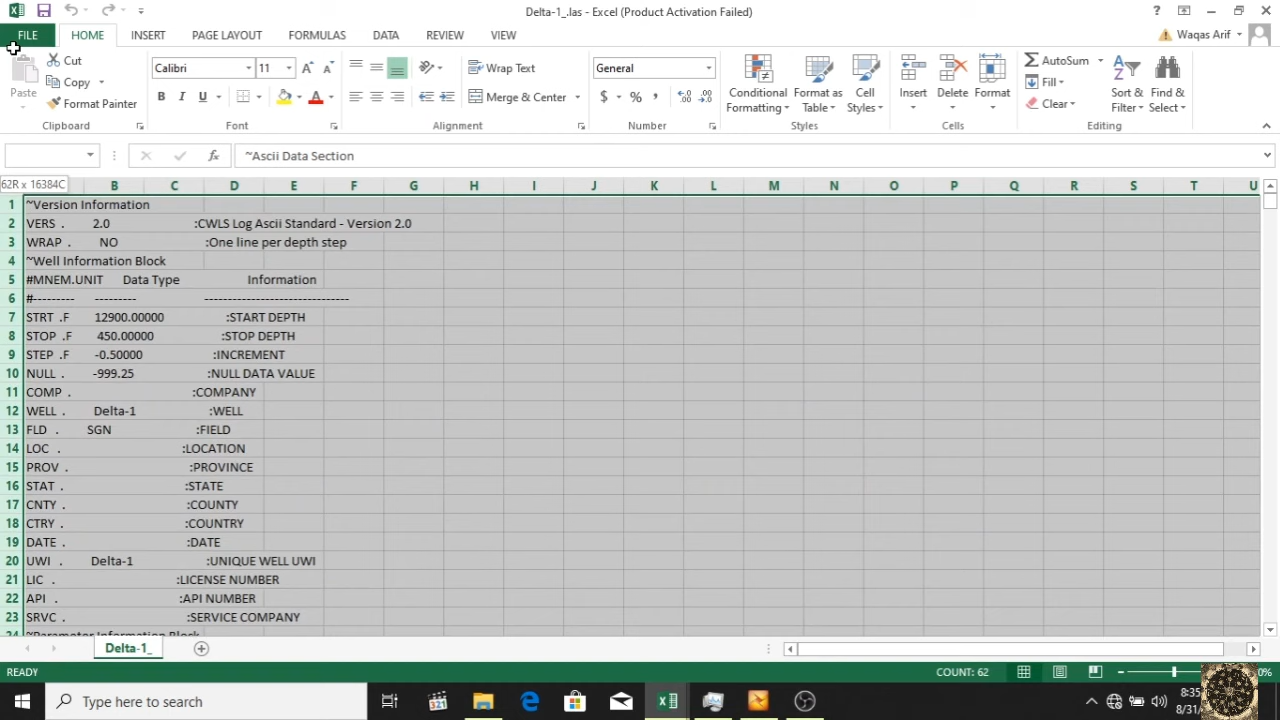 Delta-1_.las - Excel (Product Activation Failed)
FILE HOME INSERT PAGE LAYOUT FORMULAS DATA REVIEW VIEW Waqas Arif
Paste Cut Copy Format Painter
Calibri 11
B I U A
Wrap Text
Merge & Center
General
$ % ,
Conditional Formatting
Format as Table
Cell Styles
Insert Delete Format
AutoSum
Fill
Clear
Sort & Filter
Find & Select
Clipboard Font Alignment Number Styles Cells Editing
fx ~Ascii Data Section
62R x 16384C
B C D E F G H I J K L M N O P Q R S T U
1 ~Version Information
2 VERS . 2.0 :CWLS Log Ascii Standard - Version 2.0
3 WRAP . NO :One line per depth step
4 ~Well Information Block
5 #MNEM.UNIT Data Type Information
6 #--------- --------- -------------------------------
7 STRT .F 12900.00000 :START DEPTH
8 STOP .F 450.00000 :STOP DEPTH
9 STEP .F -0.50000 :INCREMENT
10 NULL . -999.25 :NULL DATA VALUE
11 COMP . :COMPANY
12 WELL . Delta-1 :WELL
13 FLD . SGN :FIELD
14 LOC . :LOCATION
15 PROV . :PROVINCE
16 STAT . :STATE
17 CNTY . :COUNTY
18 CTRY . :COUNTRY
19 DATE . :DATE
20 UWI . Delta-1 :UNIQUE WELL UWI
21 LIC . :LICENSE NUMBER
22 API . :API NUMBER
23 SRVC . :SERVICE COMPANY
24 ~Parameter Information Block
Delta-1_
READY COUNT: 62
Type here to search
321
8:35
8/31/